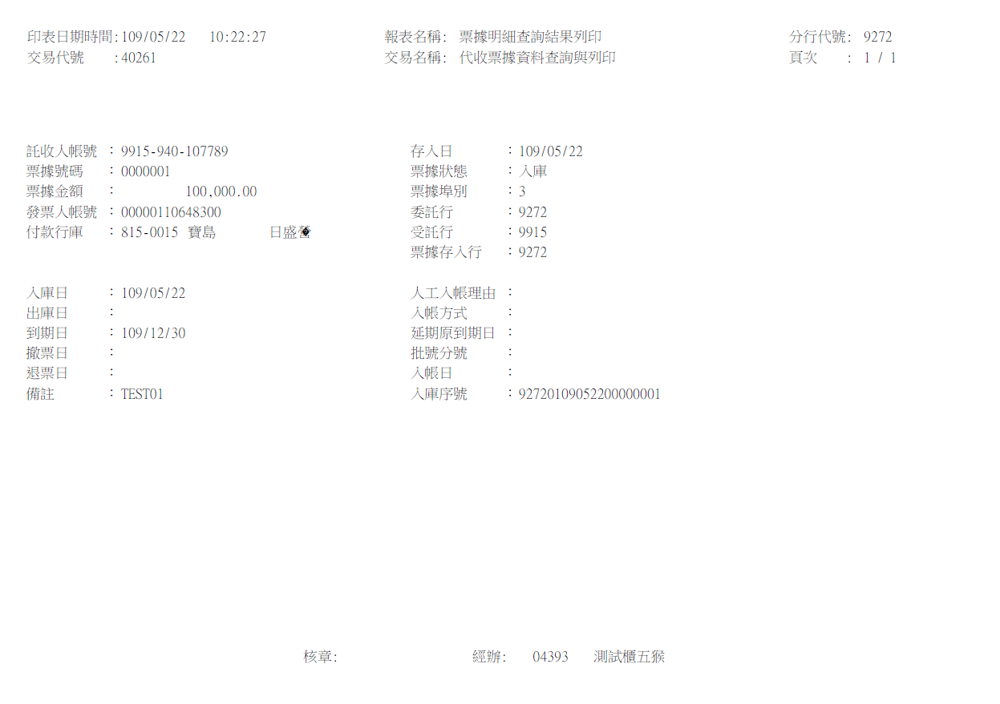 印表日期時間:109/05/22 10:22:27 報表名稱: 票據明細查詢結果列印 分行代號: 9272
交易代號 :40261 交易名稱: 代收票據資料查詢與列印 頁次 : 1 / 1
託收人帳號 : 9915-940-107789 存入日 : 109/05/22
票據號碼 : 0000001 票據狀態 : 入庫
票據金額 : 100,000.00 票據埠別 : 3
發票人帳號 : 00000110648300 委託行 : 9272
付款行庫 : 815-0015 寶島 日盛營� 受託行 : 9915
票據存入行 : 9272
入庫日 : 109/05/22 人工入帳理由 :
出庫日 : 入帳方式 :
到期日 : 109/12/30 延期原到期日 :
撤票日 : 批號分號 :
退票日 : 入帳日 :
備註 : TEST01 入庫序號 : 92720109052200000001
核章: 經辦: 04393 測試櫃五猴